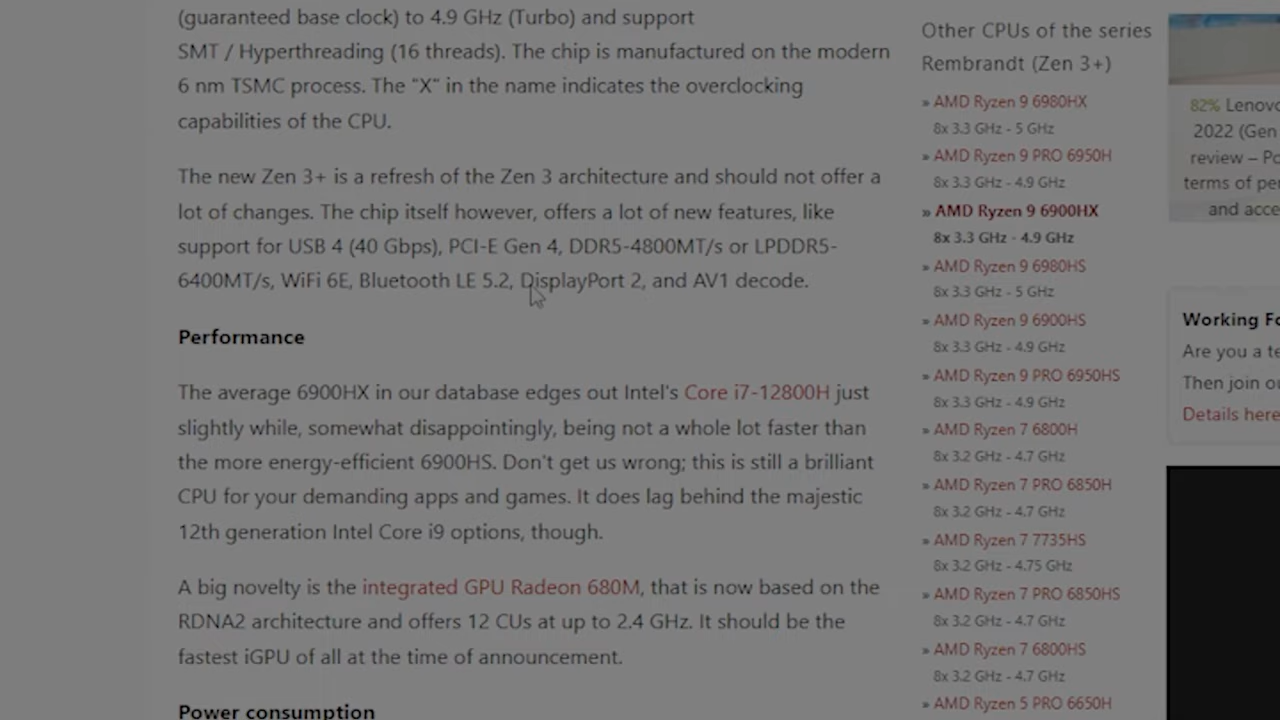 (guaranteed base clock) to 4.9 GHz (Turbo) and support
SMT / Hyperthreading (16 threads). The chip is manufactured on the modern
6 nm TSMC process. The "X" in the name indicates the overclocking
capabilities of the CPU.
The new Zen 3+ is a refresh of the Zen 3 architecture and should not offer a
lot of changes. The chip itself however, offers a lot of new features, like
support for USB 4 (40 Gbps), PCI-E Gen 4, DDR5-4800MT/s or LPDDR5-
6400MT/s, WiFi 6E, Bluetooth LE 5.2, DisplayPort 2, and AV1 decode.
Performance
The average 6900HX in our database edges out Intel's Core i7-12800H just
slightly while, somewhat disappointingly, being not a whole lot faster than
the more energy-efficient 6900HS. Don't get us wrong; this is still a brilliant
CPU for your demanding apps and games. It does lag behind the majestic
12th generation Intel Core i9 options, though.
A big novelty is the integrated GPU Radeon 680M, that is now based on the
RDNA2 architecture and offers 12 CUs at up to 2.4 GHz. It should be the
fastest iGPU of all at the time of announcement.
Power consumption
Other CPUs of the series
Rembrandt (Zen 3+)
» AMD Ryzen 9 6980HX
8x 3.3 GHz - 5 GHz
» AMD Ryzen 9 PRO 6950H
8x 3.3 GHz - 4.9 GHz
» AMD Ryzen 9 6900HX
8x 3.3 GHz - 4.9 GHz
» AMD Ryzen 9 6980HS
8x 3.3 GHz - 5 GHz
» AMD Ryzen 9 6900HS
8x 3.3 GHz - 4.9 GHz
» AMD Ryzen 9 PRO 6950HS
8x 3.3 GHz - 4.9 GHz
» AMD Ryzen 7 6800H
8x 3.2 GHz - 4.7 GHz
» AMD Ryzen 7 PRO 6850H
8x 3.2 GHz - 4.7 GHz
» AMD Ryzen 7 7735HS
8x 3.2 GHz - 4.75 GHz
» AMD Ryzen 7 PRO 6850HS
8x 3.2 GHz - 4.7 GHz
» AMD Ryzen 7 6800HS
8x 3.2 GHz - 4.7 GHz
» AMD Ryzen 5 PRO 6650H
82% Lenovo
2022 (Gen
review – Po
terms of per
and acce
Working Fo
Are you a te
Then join ou
Details here